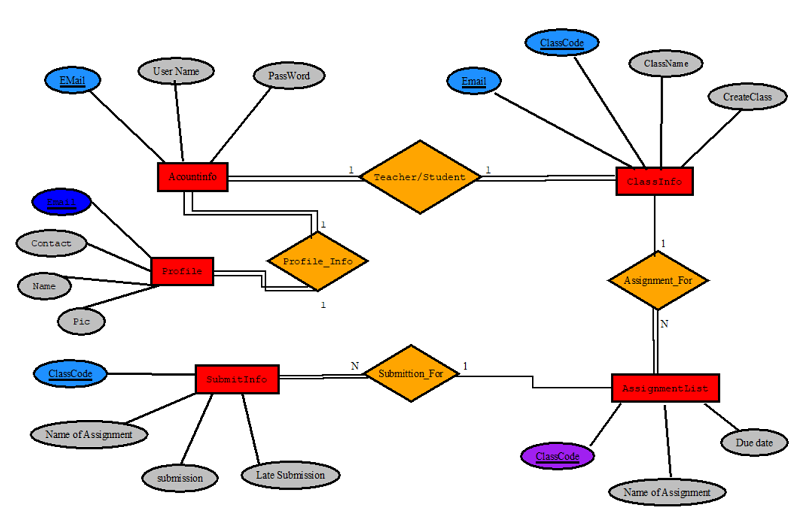 ClassCode
ClassName
User Name
PassWord
EMail
Email
CreateClass
Acountinfo
1
Teacher/Student
1
ClassInfo
Email
1
Contact
Profile
Profile_Info
1
Name
1
Assignment_For
Pic
N
ClassCode
SubmitInfo
N
Submittion_For
1
AssignmentList
Name of Assignment
submission
Late Submission
ClassCode
Due date
Name of Assignment